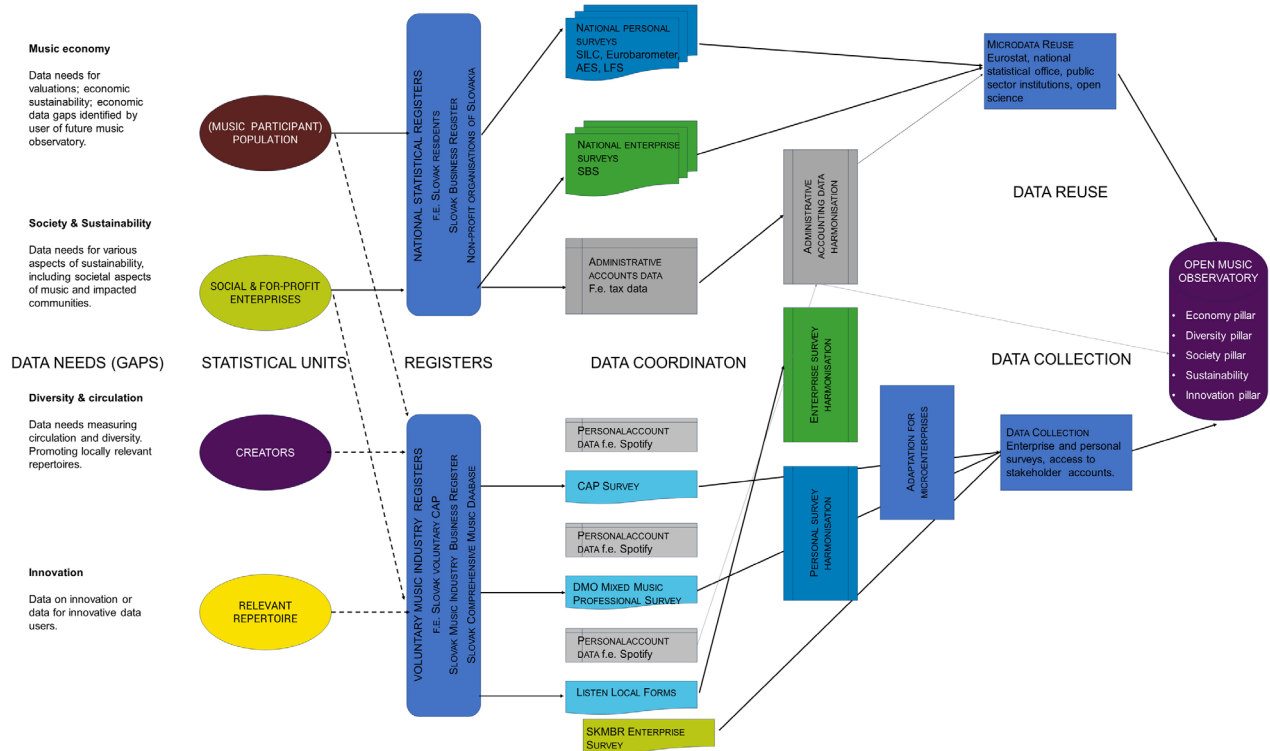 Music economy
Data needs for
valuations; economic
sustainability; economic
data gaps identified by
user of future music
observatory.
Society & Sustainability
Data needs for various
aspects of sustainability,
including societal aspects
of music and impacted
communities.
DATA NEEDS (GAPS)
Diversity & circulation
Data needs measuring
circulation and diversity.
Promoting locally relevant
repertoires.
Innovation
Data on innovation or
data for innovative data
users.
(MUSIC PARTICIPANT)
POPULATION
SOCIAL & FOR-PROFIT
ENTERPRISES
STATISTICAL UNITS
CREATORS
RELEVANT
REPERTOIRE
NATIONAL STATISTICAL REGISTERS
F.E. SLOVAK RESIDENTS
SLOVAK BUSINESS REGISTER
NON-PROFIT ORGANISATIONS OF SLOVAKIA
REGISTERS
VOLUNTARY MUSIC INDUSTRY REGISTERS
F.E. SLOVAK VOLUNTARY CAP
SLOVAK MUSIC INDUSTRY BUSINESS REGISTER
SLOVAK COMPREHENSIVE MUSIC DAABASE
NATIONAL PERSONAL
SURVEYS
SILC, Eurobarometer,
AES, LFS
NATIONAL ENTERPRISE
SURVEYS
SBS
ADMINISTRATIVE
ACCOUNTS DATA
F.e. tax data
DATA COORDINATON
PERSONALACCOUNT
DATA f.e. Spotify
CAP SURVEY
PERSONALACCOUNT
DATA f.e. Spotify
DMO MIXED MUSIC
PROFESSIONAL SURVEY
PERSONALACCOUNT
DATA f.e. Spotify
LISTEN LOCAL FORMS
SKMBR ENTERPRISE
SURVEY
ADMINISTRATIVE
ACCOUNTING DATA
HARMONISATION
ENTERPRISE SURVEY
HARMONISATION
PERSONAL SURVEY
HARMONISATION
ADAPTATION FOR
MICROENTERPRISES
MICRODATA REUSE
Eurostat, national
statistical office, public
sector institutions, open
science
DATA REUSE
DATA COLLECTION
DATA COLLECTION
Enterprise and personal
surveys, access to
stakeholder accounts.
OPEN MUSIC
OBSERVATORY
• Economy pillar
• Diversity pillar
• Society pillar
• Sustainability
• Innovation pillar